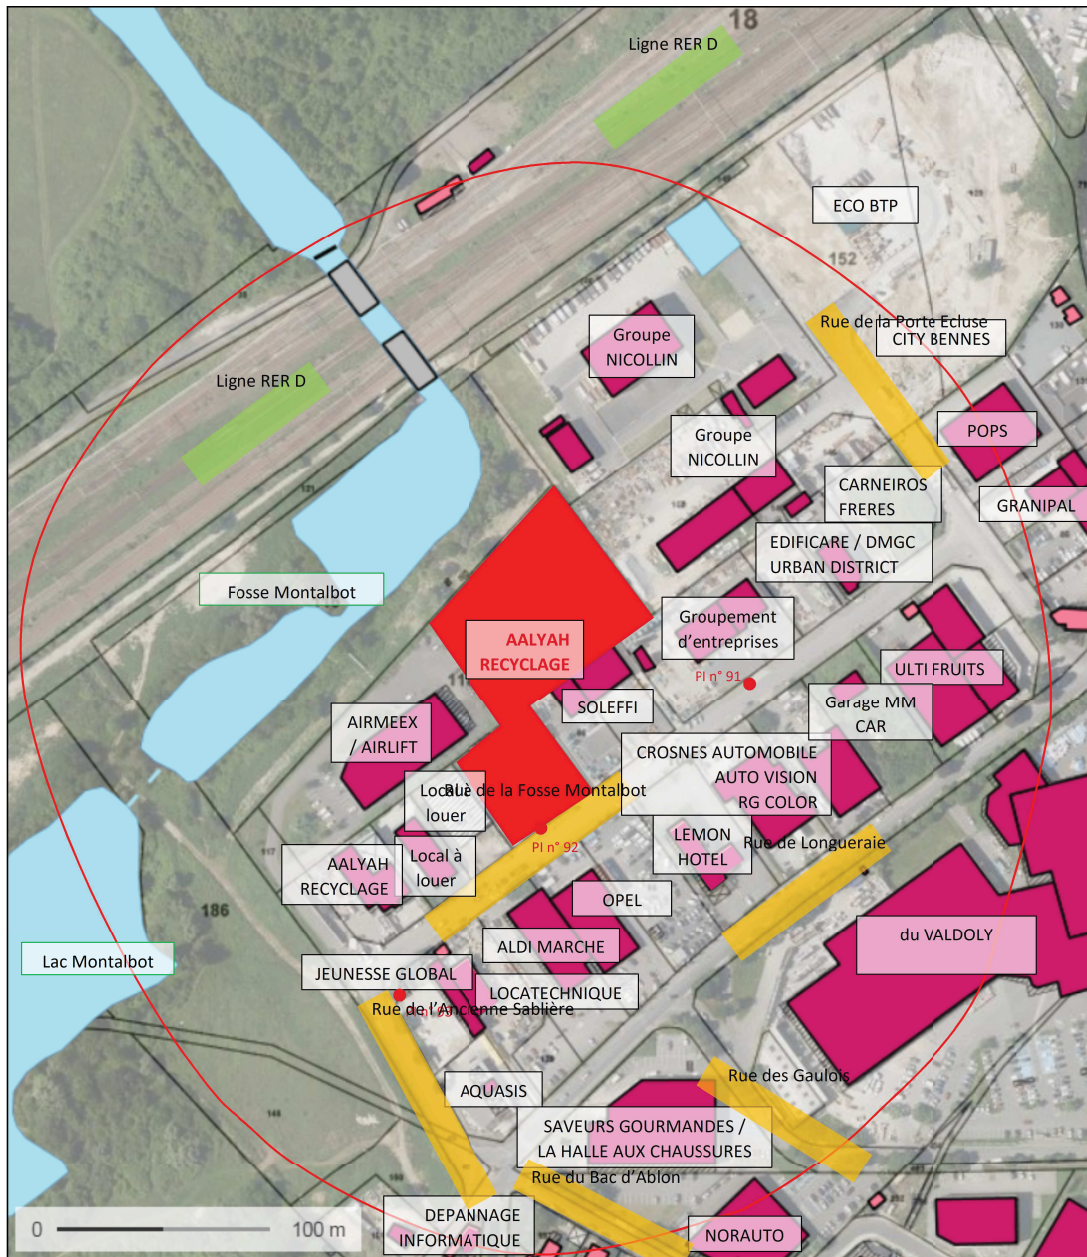 18
Ligne RER D
ECO BTP
152
Rue de la Porte Ecluse
CITY BENNES
Groupe
NICOLLIN
Ligne RER D
POPS
Groupe
NICOLLIN
CARNEIROS
FRERES
GRANIPAL
EDIFICARE / DMGC
URBAN DISTRICT
Fosse Montalbot
Groupement
d'entreprises
AALYAH
RECYCLAGE
PI n° 91
ULTI FRUITS
SOLEFFI
Garage MM
CAR
AIRMEEX
/ AIRLIFT
CROSNES AUTOMOBILE
AUTO VISION
RG COLOR
Local à
louer
Rue de la Fosse Montalbot
PI n° 92
LEMON
HOTEL
Rue de Longueraie
AALYAH
RECYCLAGE
Local à
louer
117
186
OPEL
du VALDOLY
ALDI MARCHE
Lac Montalbot
JEUNESSE GLOBAL
LOCATECHNIQUE
Rue de l'Ancenne Sablière
Rue des Gaulois
AQUASIS
SAVEURS GOURMANDES /
LA HALLE AUX CHAUSSURES
Rue du Bac d'Ablon
DEPANNAGE
INFORMATIQUE
NORAUTO
0 100 m